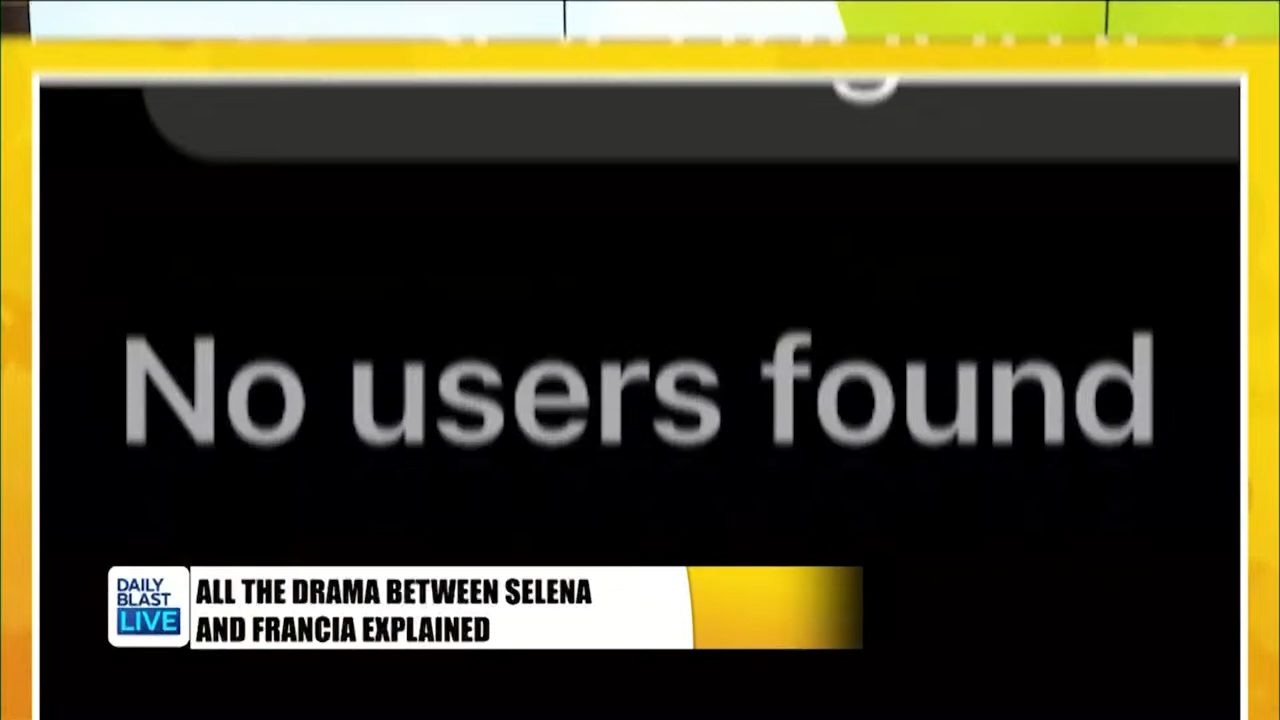 No users found
DAILY
BLAST
LIVE
ALL THE DRAMA BETWEEN SELENA
AND FRANCIA EXPLAINED